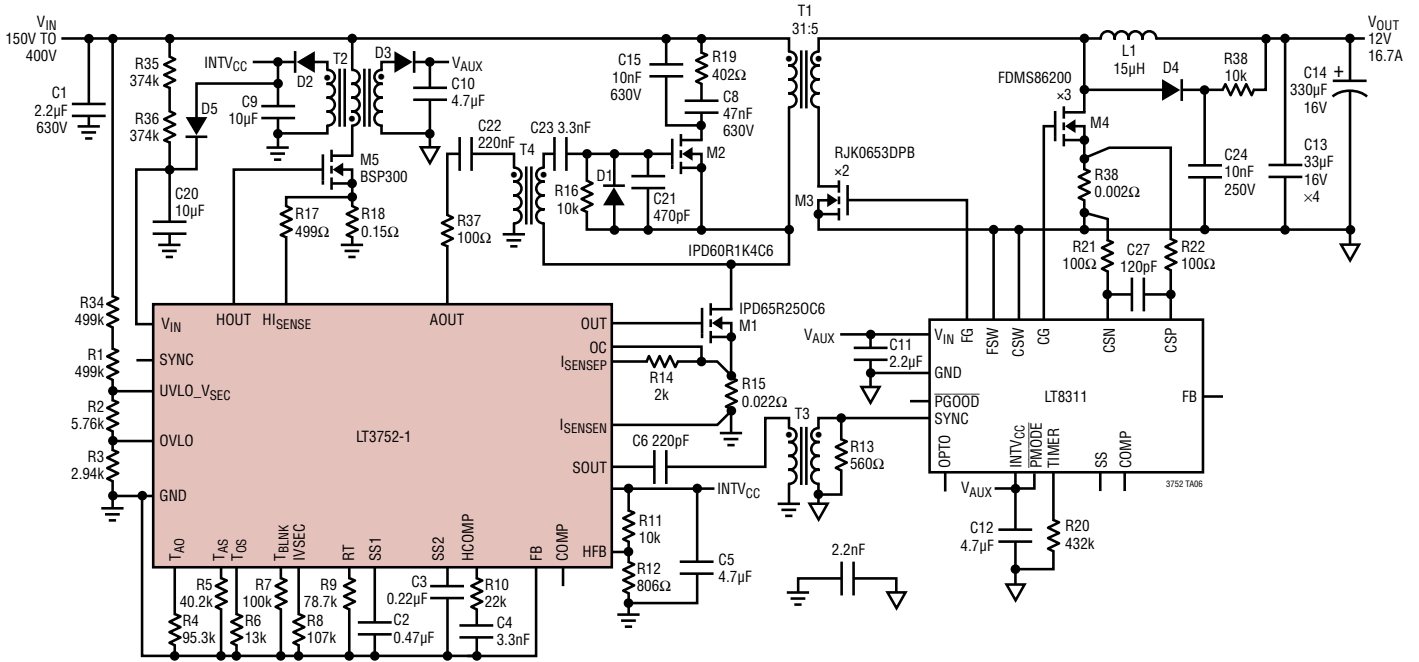 VIN
150V TO
400V
C1
2.2µF
630V
R35
374k
R36
374k
D5
INTVCC
D2
C9
10µF
T2
D3
VAUX
C10
4.7µF
C20
10µF
M5
BSP300
R17
499Ω
R18
0.15Ω
C22
220nF
R37
100Ω
T4
C23 3.3nF
R16
10k
D1
C21
470pF
C15
10nF
630V
R19
402Ω
C8
47nF
630V
M2
IPD60R1K4C6
T1
31:5
RJK0653DPB
×2
M3
L1
15µH
FDMS86200
×3
M4
D4
R38
10k
R38
0.002Ω
C24
10nF
250V
C13
33µF
16V
×4
C14
330µF
16V
+
VOUT
12V
16.7A
R21
100Ω
C27
120pF
R22
100Ω
R34
499k
R1
499k
R2
5.76k
R3
2.94k
VIN
SYNC
UVLO_VSEC
OVLO
GND
HOUT
HISENSE
AOUT
OUT
OC
ISENSEP
ISENSEN
SOUT
HFB
LT3752-1
TAO
TAS
TOS
TBLNK
IVSEC
RT
SS1
SS2
HCOMP
FB
COMP
IPD65R25OC6
M1
R14
2k
R15
0.022Ω
C6 220pF
T3
R13
560Ω
INTVCC
R11
10k
R12
806Ω
C5
4.7µF
R5
40.2k
R4
95.3k
R6
13k
R7
100k
R8
107k
R9
78.7k
C2
0.47µF
C3
0.22µF
R10
22k
C4
3.3nF
2.2nF
VAUX
C11
2.2µF
VIN
GND
PGOOD
SYNC
FG
FSW
CSW
CG
CSN
CSP
LT8311
FB
OPTO
INTVCC
PMODE
TIMER
SS
COMP
VAUX
C12
4.7µF
R20
432k
3752 TA06